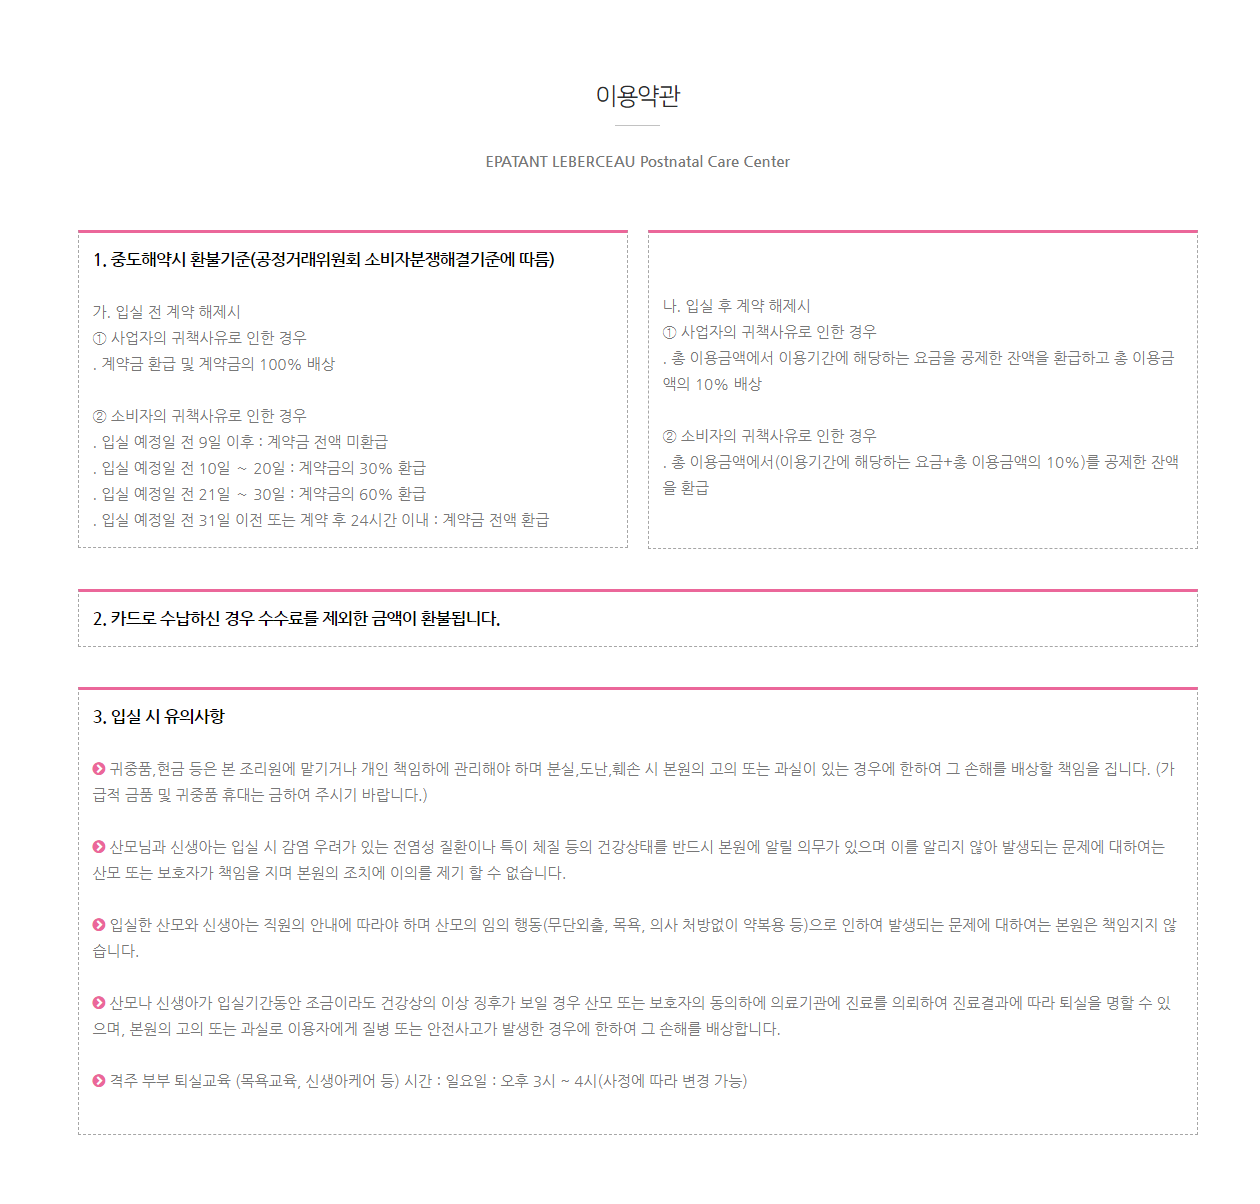 이용약관
EPATANT LEBERCEAU Postnatal Care Center
1. 중도해약시 환불기준(공정거래위원회 소비자분쟁해결기준에 따름)
가. 입실 전 계약 해제시
① 사업자의 귀책사유로 인한 경우
. 계약금 환급 및 계약금의 100% 배상
② 소비자의 귀책사유로 인한 경우
. 입실 예정일 전 9일 이후 : 계약금 전액 미환급
. 입실 예정일 전 10일 ~ 20일 : 계약금의 30% 환급
. 입실 예정일 전 21일 ~ 30일 : 계약금의 60% 환급
. 입실 예정일 전 31일 이전 또는 계약 후 24시간 이내 : 계약금 전액 환급
나. 입실 후 계약 해제시
① 사업자의 귀책사유로 인한 경우
. 총 이용금액에서 이용기간에 해당하는 요금을 공제한 잔액을 환급하고 총 이용금
액의 10% 배상
② 소비자의 귀책사유로 인한 경우
. 총 이용금액에서(이용기간에 해당하는 요금+총 이용금액의 10%)를 공제한 잔액
을 환급
2. 카드로 수납하신 경우 수수료를 제외한 금액이 환불됩니다.
3. 입실 시 유의사항
귀중품,현금 등은 본 조리원에 맡기거나 개인 책임하에 관리해야 하며 분실,도난,훼손 시 본원의 고의 또는 과실이 있는 경우에 한하여 그 손해를 배상할 책임을 집니다. (가
급적 금품 및 귀중품 휴대는 금하여 주시기 바랍니다.)
산모님과 신생아는 입실 시 감염 우려가 있는 전염성 질환이나 특이 체질 등의 건강상태를 반드시 본원에 알릴 의무가 있으며 이를 알리지 않아 발생되는 문제에 대하여는
산모 또는 보호자가 책임을 지며 본원의 조치에 이의를 제기 할 수 없습니다.
입실한 산모와 신생아는 직원의 안내에 따라야 하며 산모의 임의 행동(무단외출, 목욕, 의사 처방없이 약복용 등)으로 인하여 발생되는 문제에 대하여는 본원은 책임지지 않
습니다.
산모나 신생아가 입실기간동안 조금이라도 건강상의 이상 징후가 보일 경우 산모 또는 보호자의 동의하에 의료기관에 진료를 의뢰하여 진료결과에 따라 퇴실을 명할 수 있
으며, 본원의 고의 또는 과실로 이용자에게 질병 또는 안전사고가 발생한 경우에 한하여 그 손해를 배상합니다.
격주 부부 퇴실교육 (목욕교육, 신생아케어 등) 시간 : 일요일 : 오후 3시 ~ 4시(사정에 따라 변경 가능)